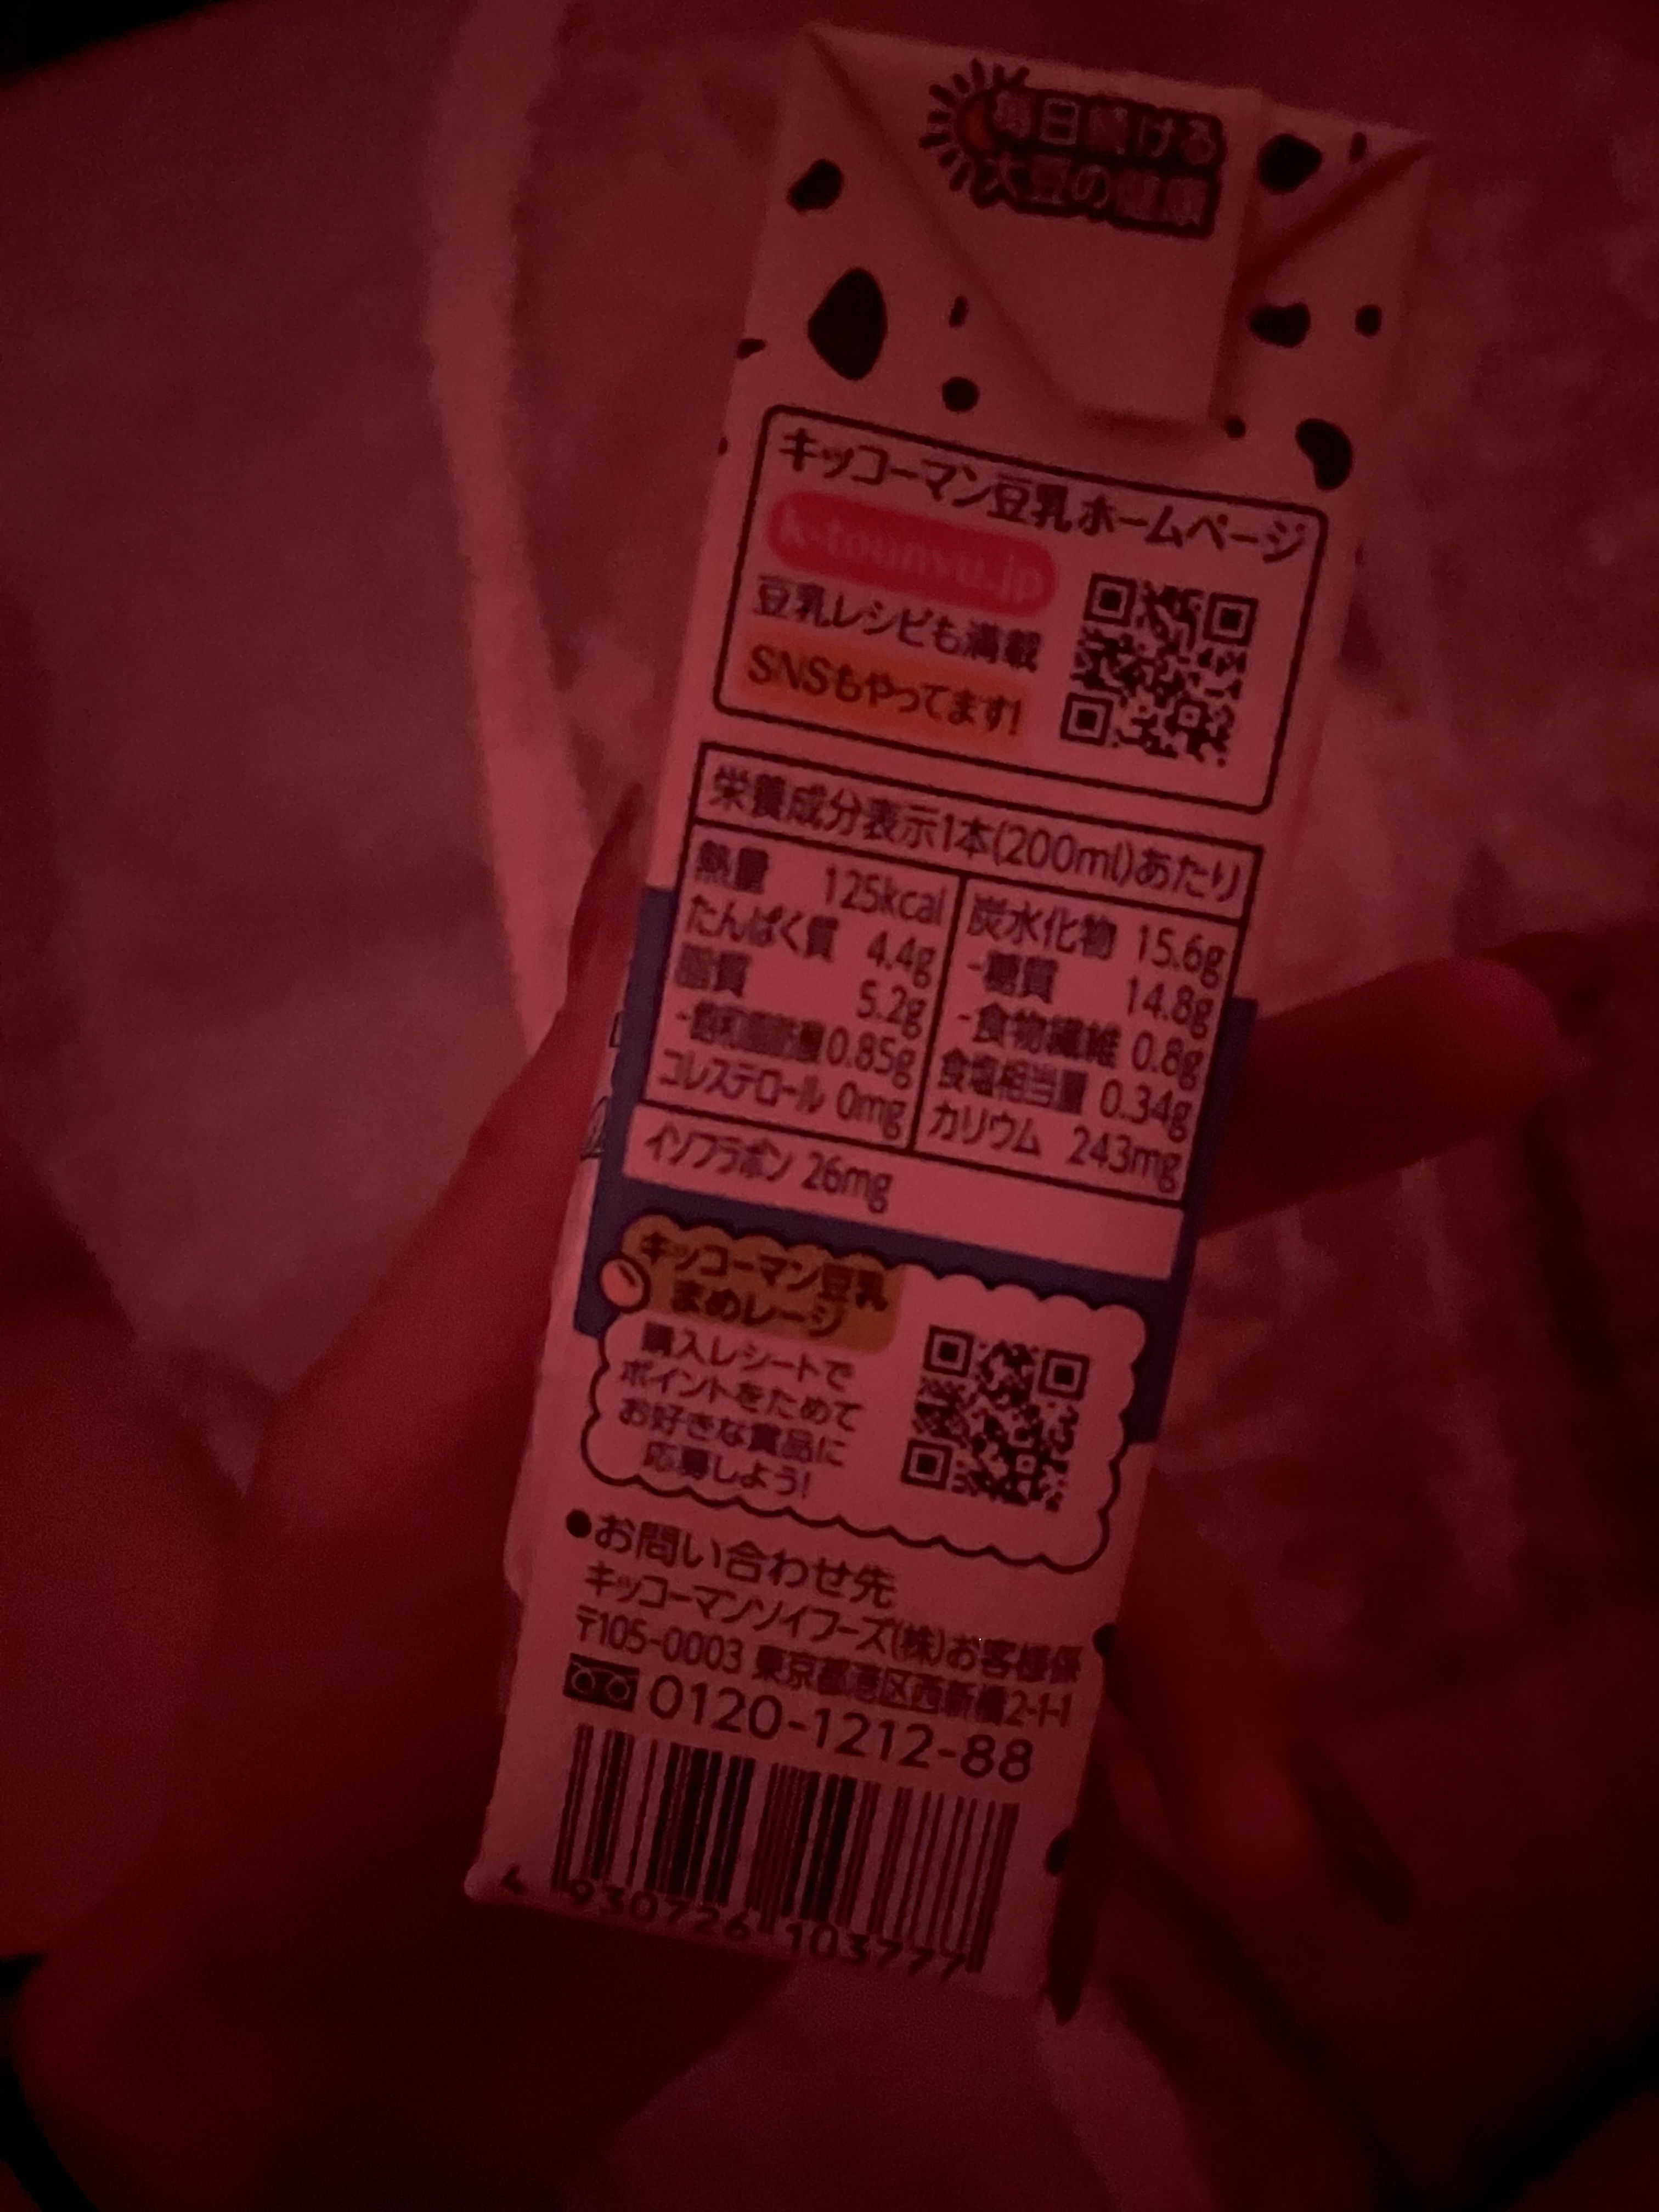 毎日続ける
大豆の健康
キッコーマン豆乳ホームページ
k-tounyu.jp
豆乳レシピも満載
SNSもやってます!
栄養成分表示1本(200ml)あたり
熱量 125kcal
たんぱく質 4.4g
脂質 5.2g
-飽和脂肪酸 0.85g
コレステロール 0mg
炭水化物 15.6g
-糖質 14.8g
-食物繊維 0.8g
食塩相当量 0.34g
カリウム 243mg
イソフラボン 26mg
キッコーマン豆乳
まめレージ
購入レシートで
ポイントをためて
お好きな賞品に
応募しよう!
●お問い合わせ先
キッコーマンソイフーズ(株)お客様係
〒105-0003 東京都港区西新橋2-1-1
0120-1212-88
4 930726 103777